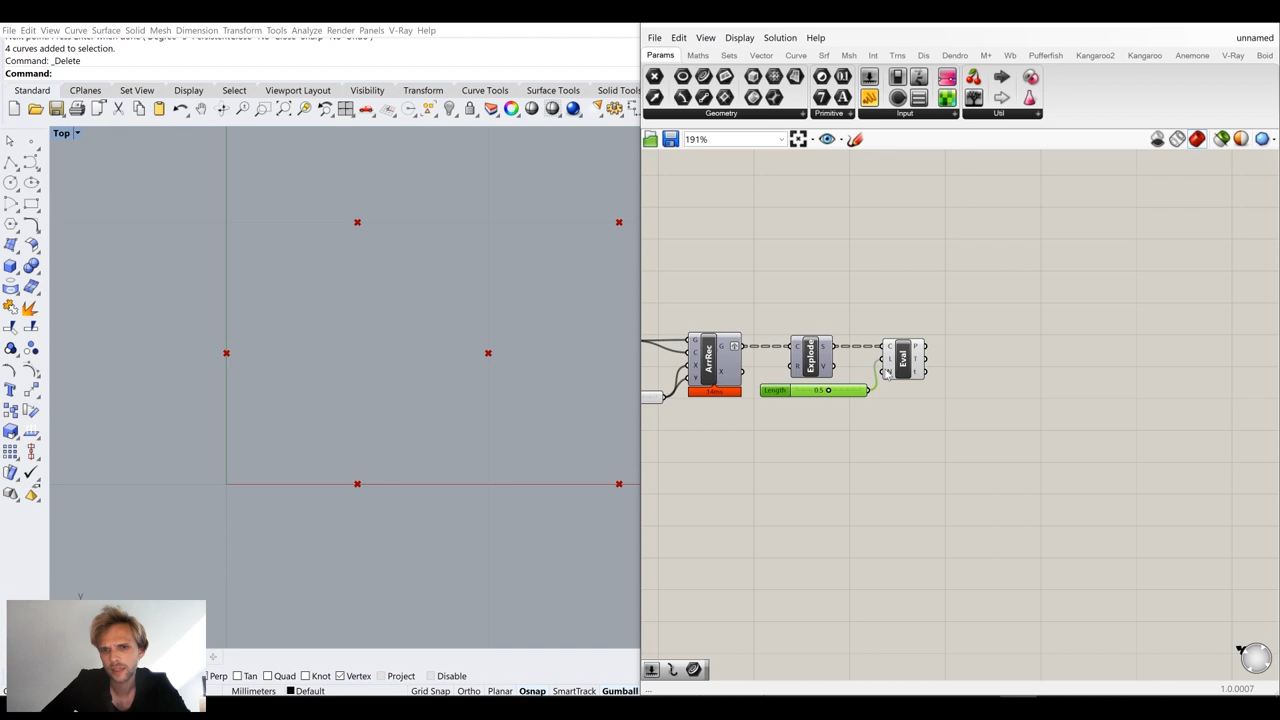 File Edit View Curve Surface Solid Mesh Dimension Transform Tools Analyze Render Panels V-Ray Help
4 curves added to selection.
Command: _Delete
Command:
Standard CPlanes Set View Display Select Viewport Layout Visibility Transform Curve Tools Surface Tools Solid Tools
Top
y
Perp Tan Quad Knot Vertex Project Disable
Millimeters Default Grid Snap Ortho Planar Osnap SmartTrack Gumball
File Edit View Display Solution Help
unnamed
Params Maths Sets Vector Curve Srf Msh Int Trns Dis Dendro M+ Wb Pufferfish Kangaroo2 Kangaroo Anemone V-Ray Boid
Geometry Primitive Input Util
191%
G C X Y ArrRec G X
14ms
C R Explode S V
Length 0.5
C L N Eval P T t
...
1.0.0007